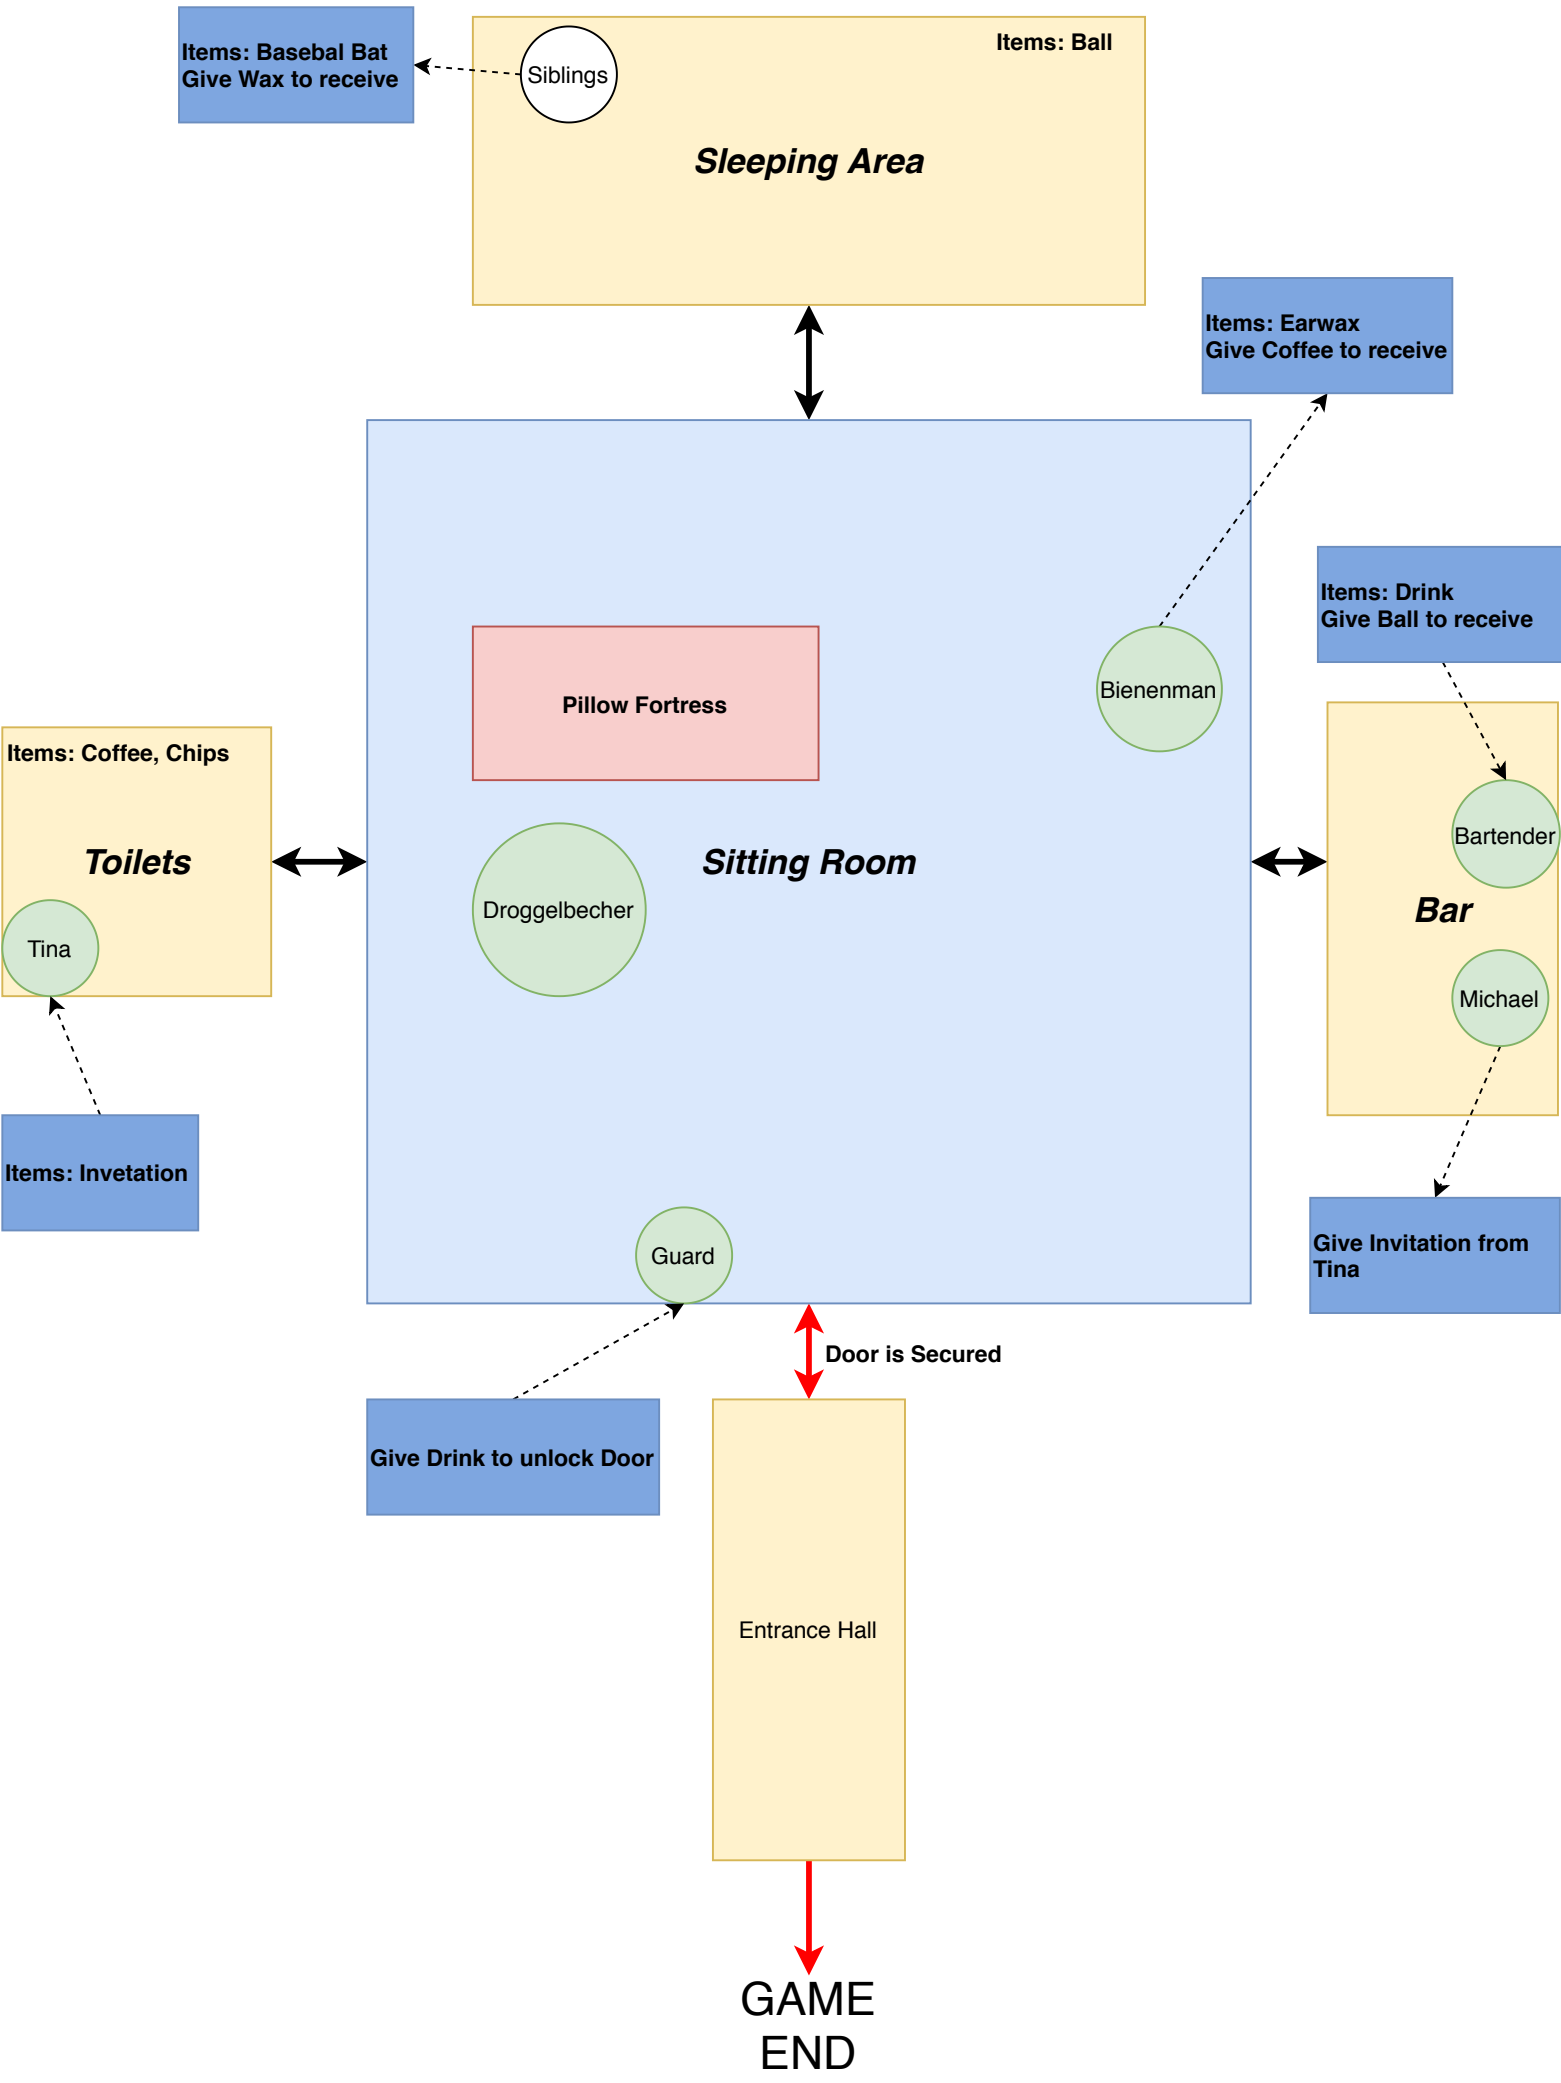 Items: Basebal Bat
Give Wax to receive
Siblings
Items: Ball
Sleeping Area
Items: Earwax
Give Coffee to receive
Items: Drink
Give Ball to receive
Pillow Fortress
Bienenman
Items: Coffee, Chips
Toilets
Tina
Sitting Room
Droggelbecher
Bartender
Bar
Michael
Items: Invetation
Guard
Give Invitation from
Tina
Door is Secured
Give Drink to unlock Door
Entrance Hall
GAME
END